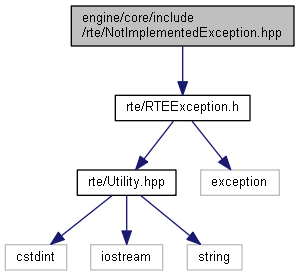 engine/core/include
/rte/NotImplementedException.hpp
rte/RTEException.h
rte/Utility.hpp
exception
cstdint
iostream
string